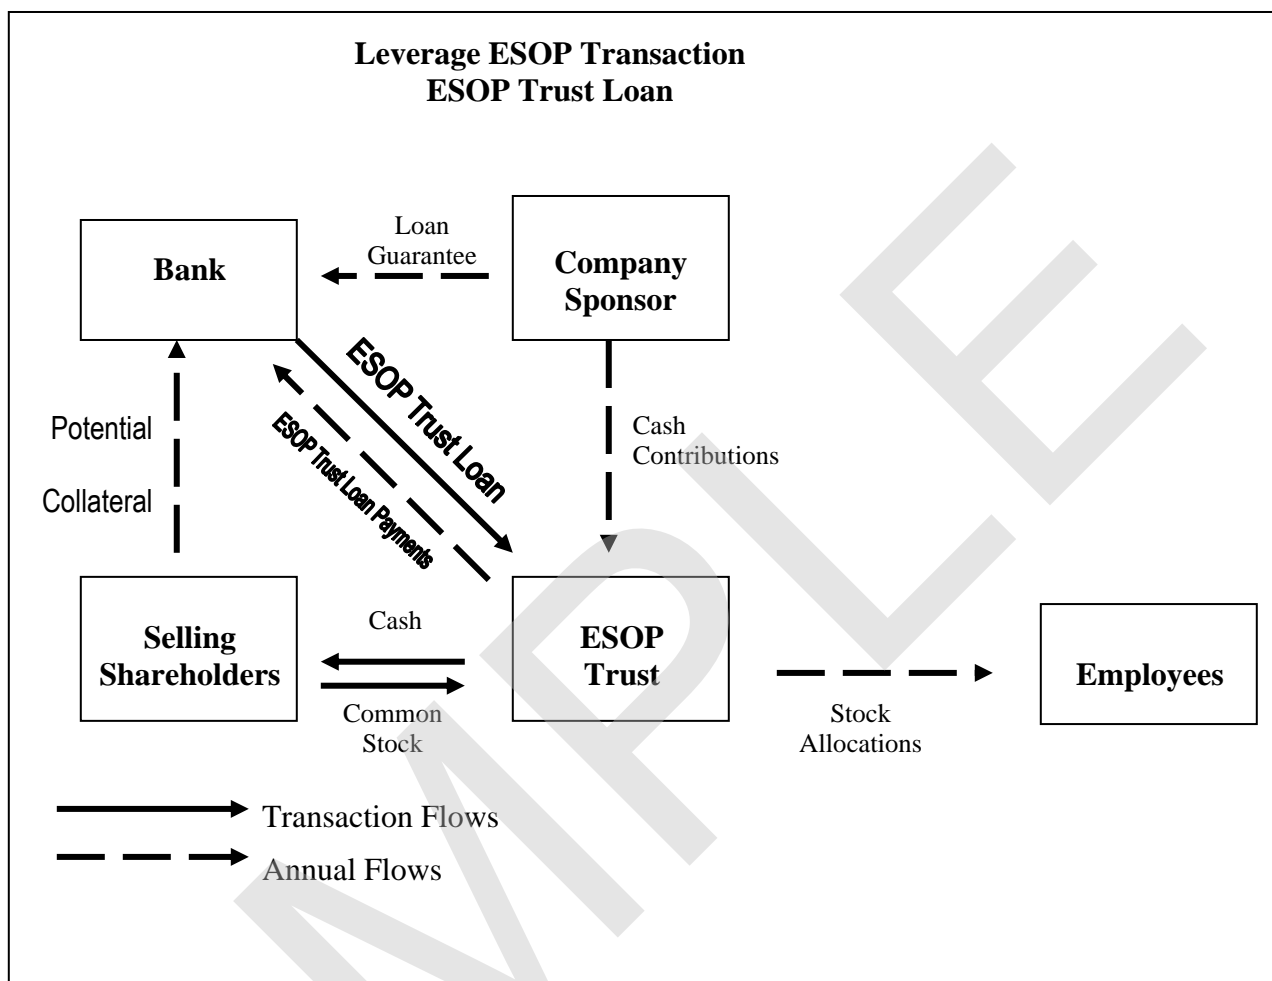 Leverage ESOP Transaction
ESOP Trust Loan
Bank
Loan
Guarantee
Company
Sponsor
ESOP Trust Loan
ESOP Trust Loan Payments
Potential
Collateral
Cash
Contributions
Selling
Shareholders
Cash
Common
Stock
ESOP
Trust
Stock
Allocations
Employees
Transaction Flows
Annual Flows
MPLE